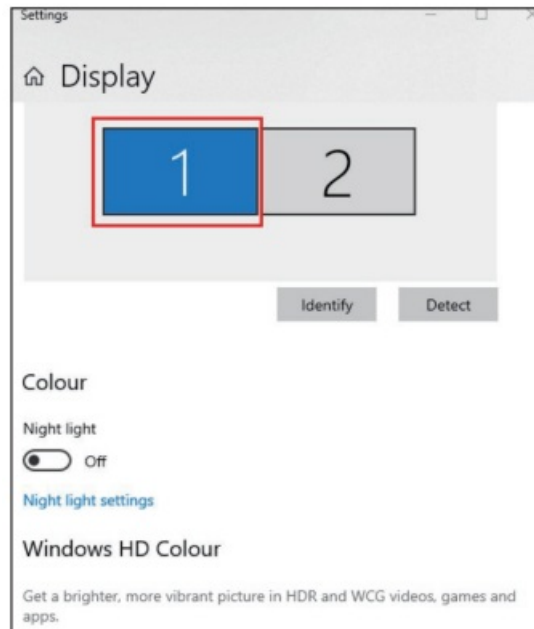 Settings
Display
1 2
Identify Detect
Colour
Night light
Off
Night light settings
Windows HD Colour
Get a brighter, more vibrant picture in HDR and WCG videos, games and
apps.